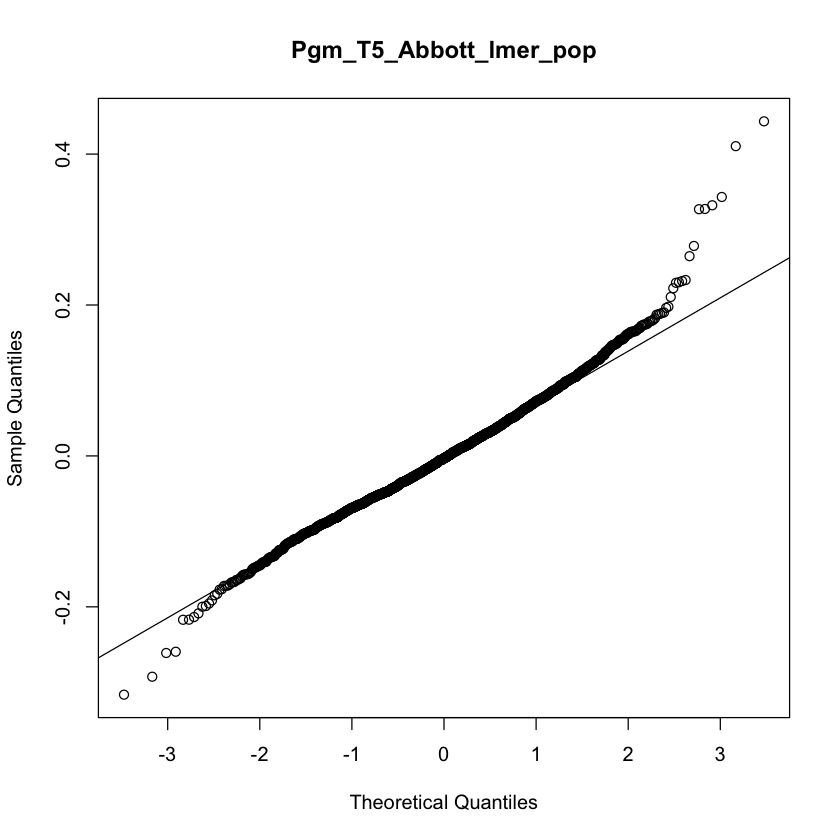 Pgm_T5_Abbott_lmer_pop
0.4
0.2
0.0
-0.2
Sample Quantiles
-3 -2 -1 0 1 2 3
Theoretical Quantiles